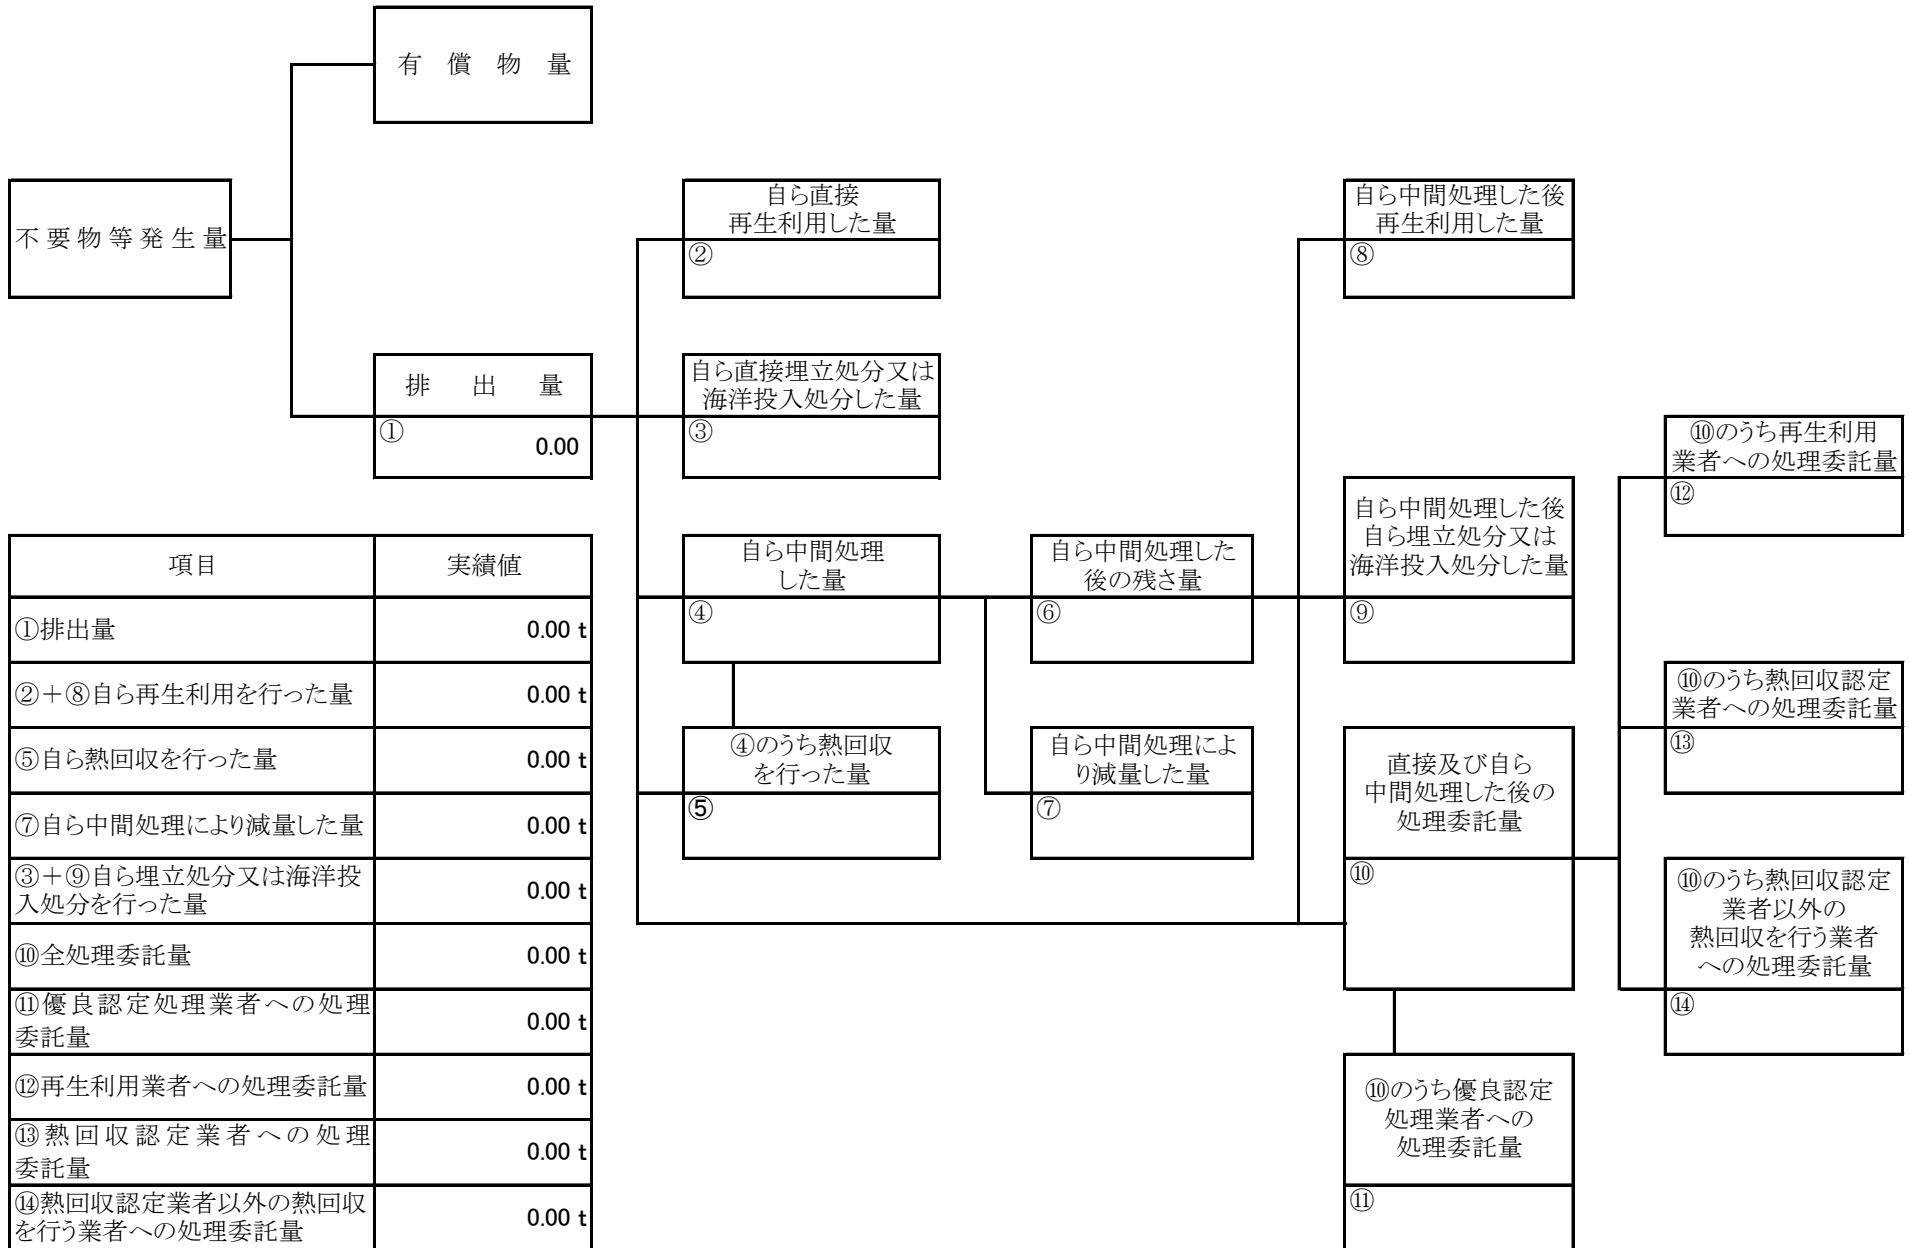 有償物量
不要物等発生量
排出量
①
0.00
自ら直接
再生利用した量
②
自ら直接埋立処分又は
海洋投入処分した量
③
自ら中間処理
した量
④
④のうち熱回収
を行った量
⑤
自ら中間処理した
後の残さ量
⑥
自ら中間処理によ
り減量した量
⑦
自ら中間処理した後
再生利用した量
⑧
自ら中間処理した後
自ら埋立処分又は
海洋投入処分した量
⑨
直接及び自ら
中間処理した後の
処理委託量
⑩
⑩のうち優良認定
処理業者への
処理委託量
⑪
⑩のうち再生利用
業者への処理委託量
⑫
⑩のうち熱回収認定
業者への処理委託量
⑬
⑩のうち熱回収認定
業者以外の
熱回収を行う業者
への処理委託量
⑭
項目 実績値
①排出量 0.00 t
②+⑧自ら再生利用を行った量 0.00 t
⑤自ら熱回収を行った量 0.00 t
⑦自ら中間処理により減量した量 0.00 t
③+⑨自ら埋立処分又は海洋投
入処分を行った量 0.00 t
⑩全処理委託量 0.00 t
⑪優良認定処理業者への処理
委託量 0.00 t
⑫再生利用業者への処理委託量 0.00 t
⑬熱回収認定業者への処理
委託量 0.00 t
⑭熱回収認定業者以外の熱回収
を行う業者への処理委託量 0.00 t